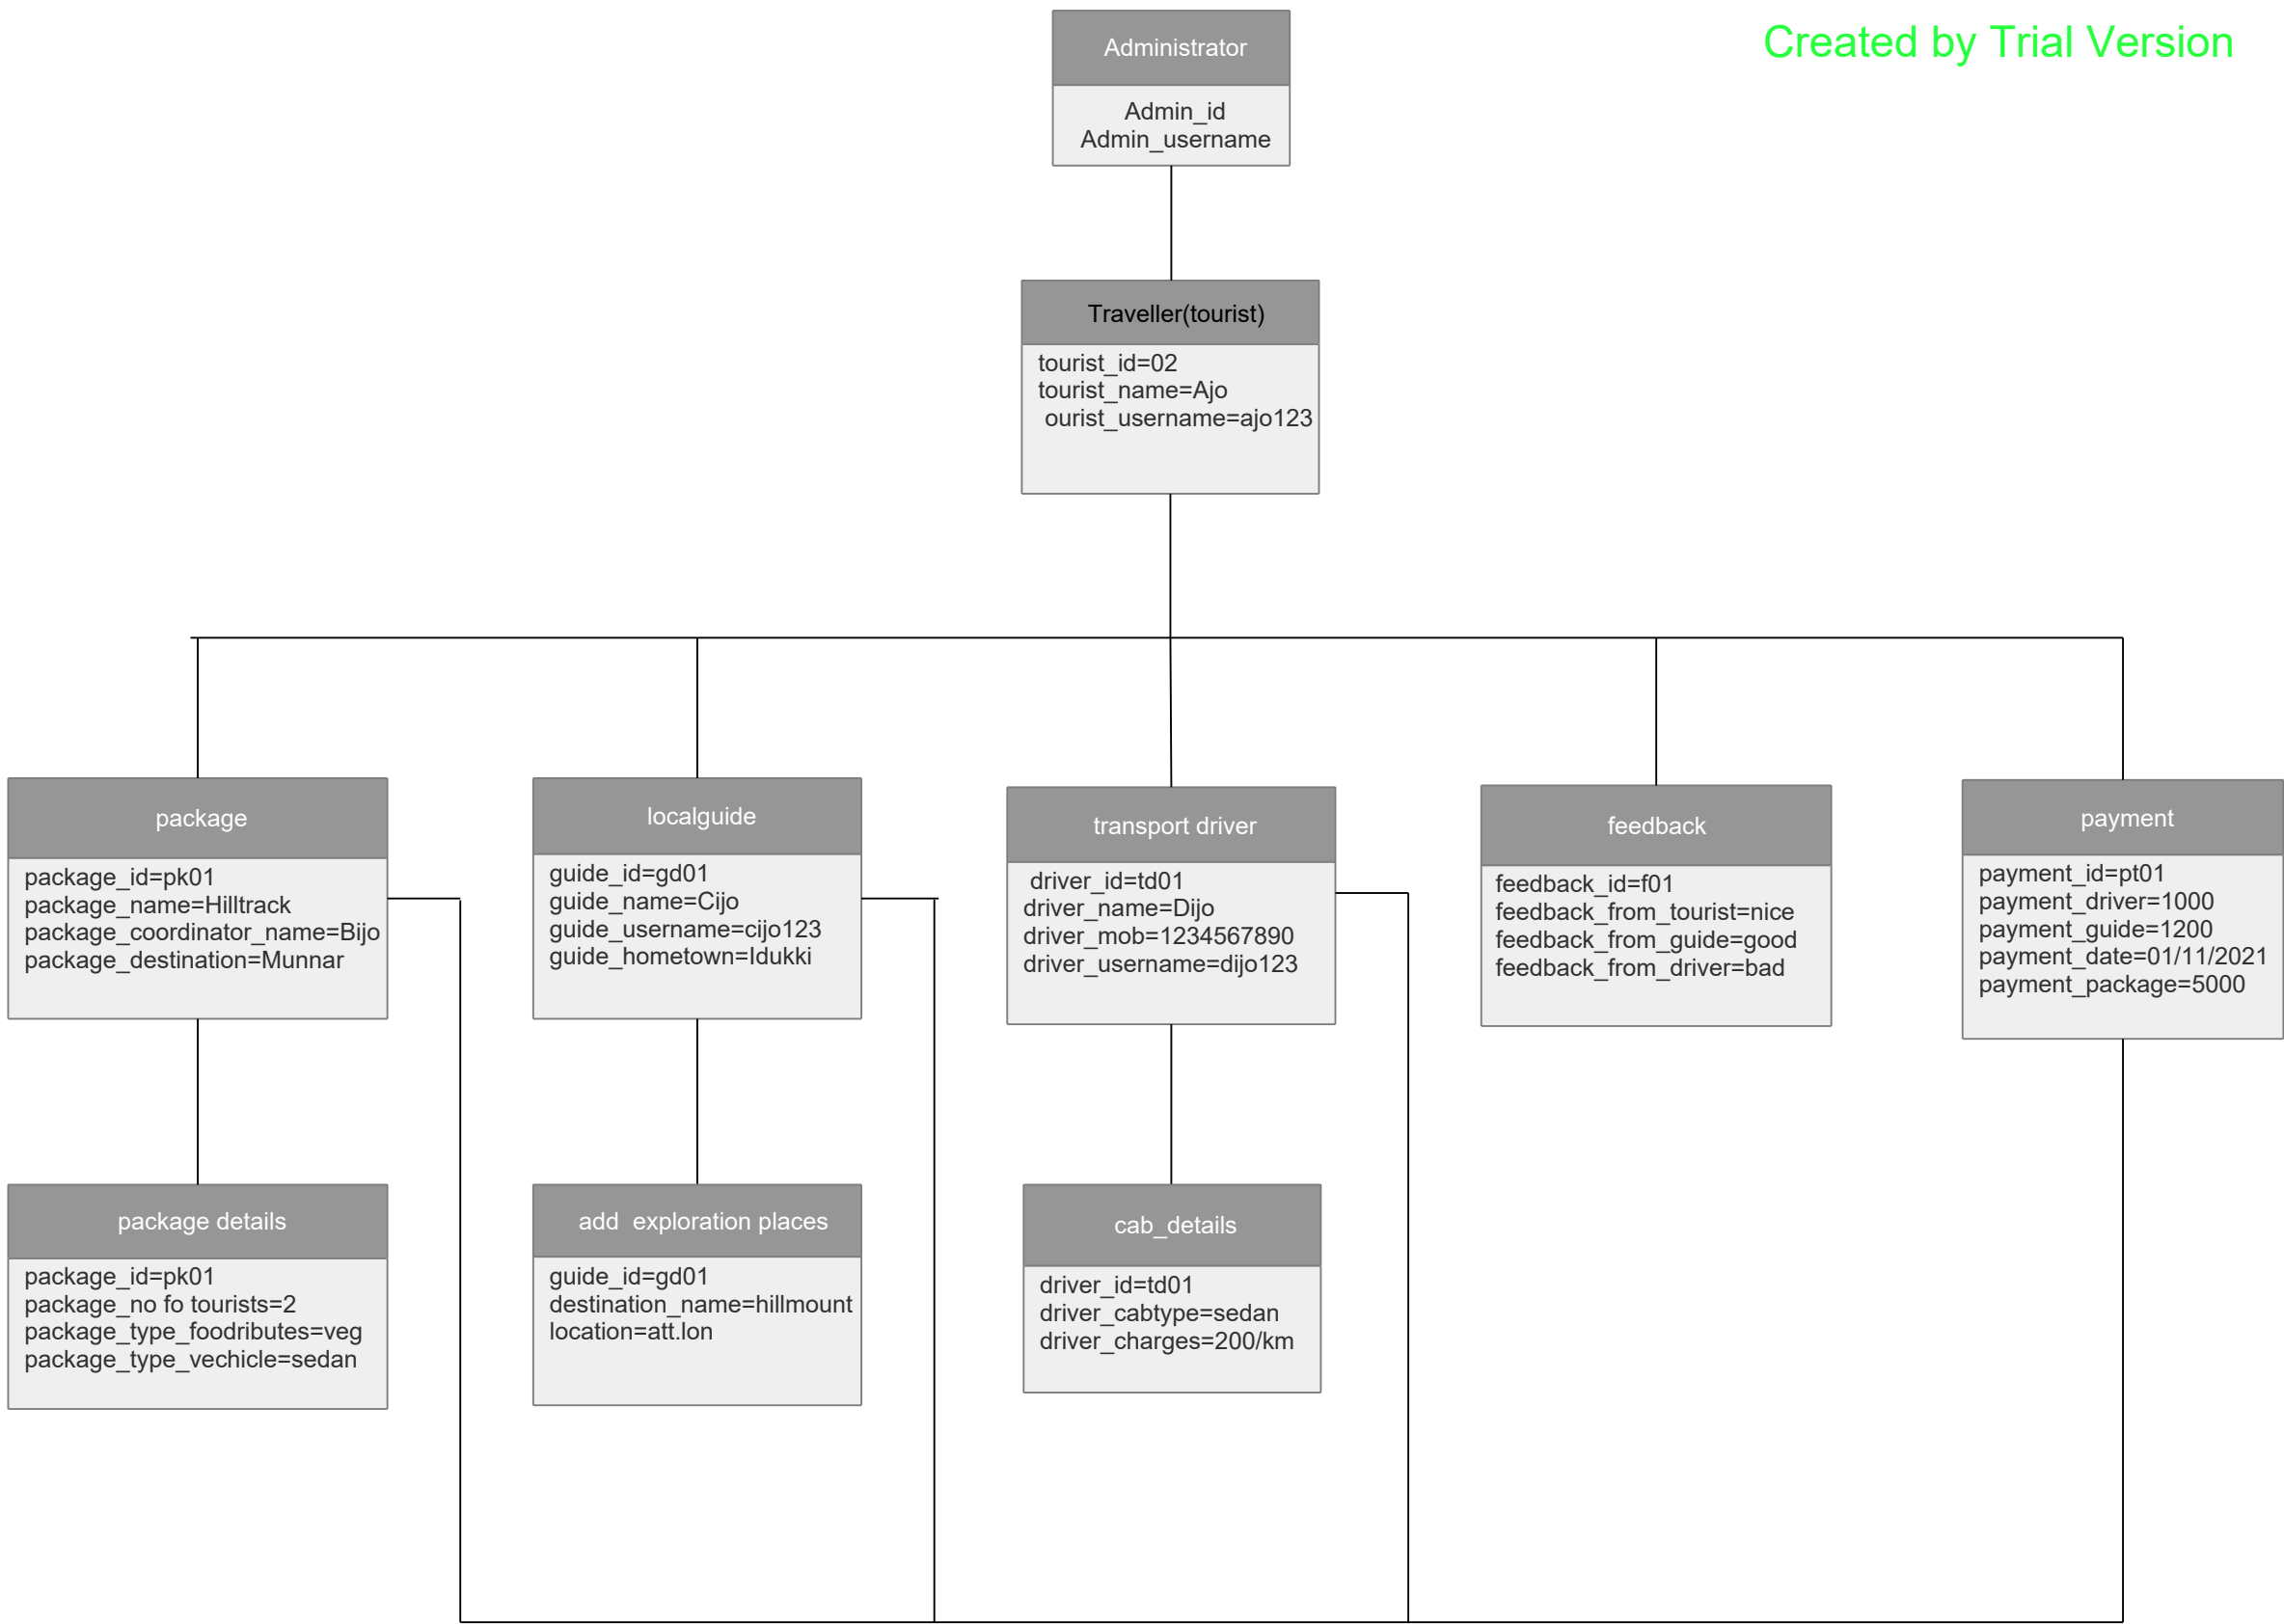 Created by Trial Version
Administrator
Admin_id
Admin_username
Traveller(tourist)
tourist_id=02
tourist_name=Ajo
ourist_username=ajo123
package
package_id=pk01
package_name=Hilltrack
package_coordinator_name=Bijo
package_destination=Munnar
localguide
guide_id=gd01
guide_name=Cijo
guide_username=cijo123
guide_hometown=Idukki
transport driver
driver_id=td01
driver_name=Dijo
driver_mob=1234567890
driver_username=dijo123
feedback
feedback_id=f01
feedback_from_tourist=nice
feedback_from_guide=good
feedback_from_driver=bad
payment
payment_id=pt01
payment_driver=1000
payment_guide=1200
payment_date=01/11/2021
payment_package=5000
package details
package_id=pk01
package_no fo tourists=2
package_type_foodributes=veg
package_type_vechicle=sedan
add  exploration places
guide_id=gd01
destination_name=hillmount
location=att.lon
cab_details
driver_id=td01
driver_cabtype=sedan
driver_charges=200/km